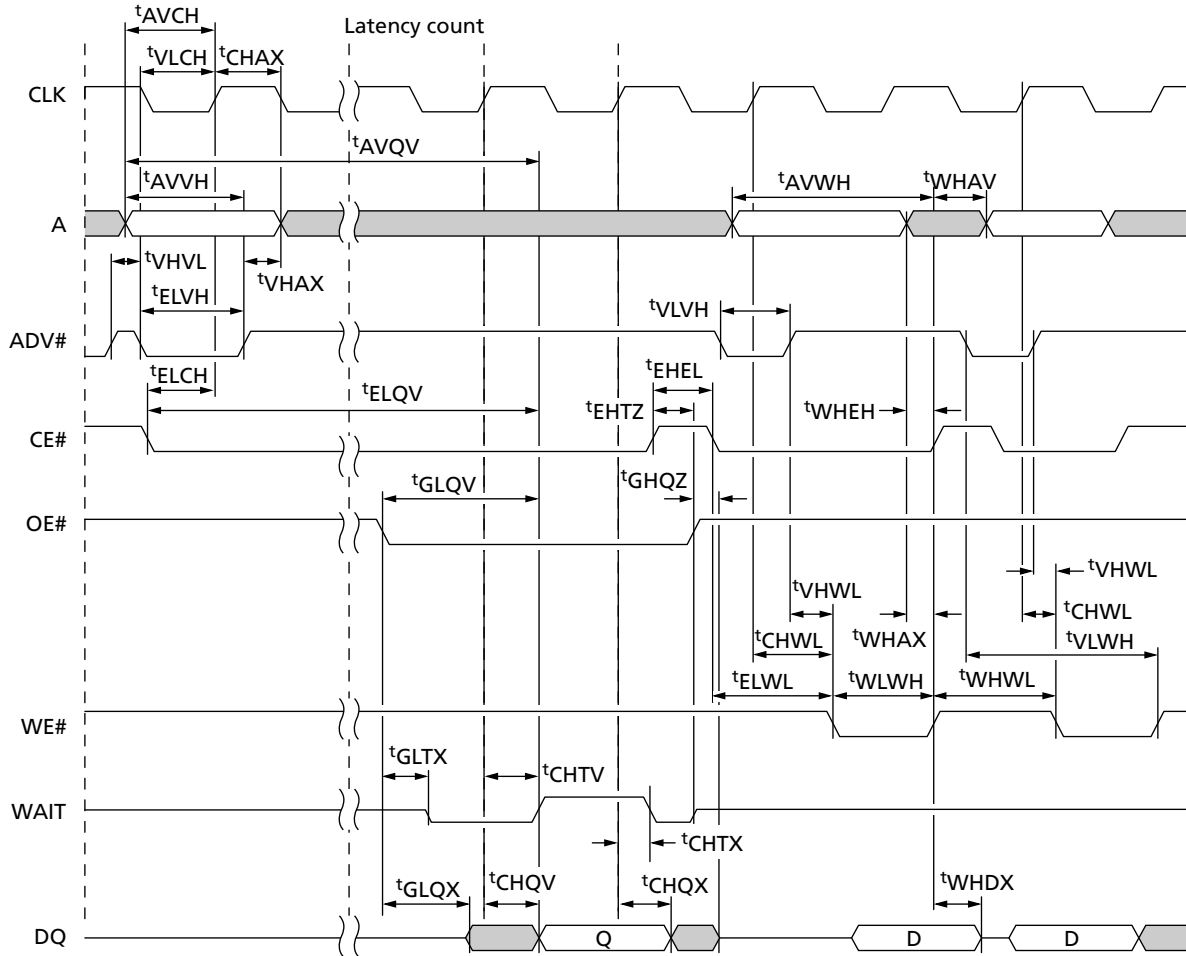 tAVCH
Latency count
tVLCH
tCHAX
CLK
tAVQV
tAVVH
tAVWH
tWHAV
A
tVHVL
tVHAX
tELVH
tVLVH
ADV#
tEHEL
tELCH
tELQV
tEHTZ
tWHEH
CE#
tGLQV
tGHQZ
OE#
tVHWL
tVHWL
tCHWL
tCHWL
tWHAX
tVLWH
tELWL
tWLWH
tWHWL
WE#
tGLTX
tCHTV
WAIT
tCHTX
tGLQX
tCHQV
tCHQX
tWHDX
DQ
Q
D
D